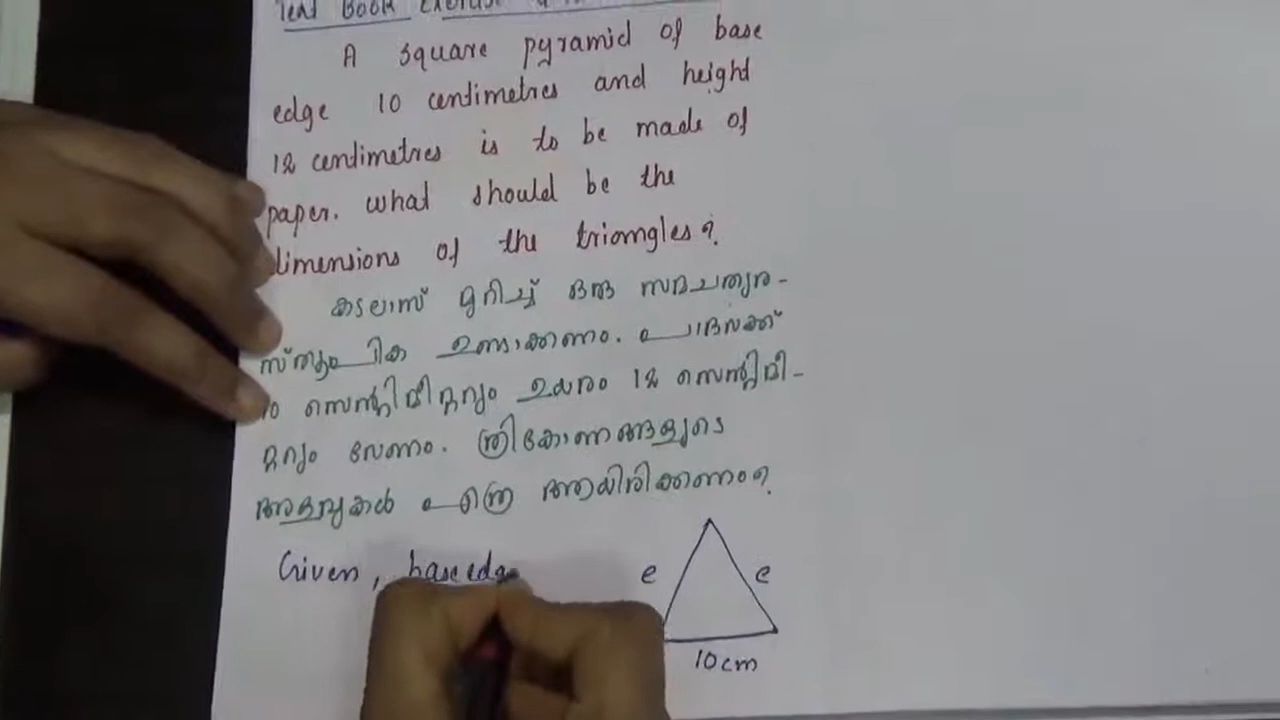 Text Book Exercise
A square pyramid of base
edge 10 centimetres and height
12 centimetres is to be made of
paper. What should be the
dimensions of the triangles?
കടലാസ് മുറിച്ച് ഒരു സമചതുര-
സ്തൂപിക ഉണ്ടാക്കണം. പാദവക്ക്
10 സെന്റിമീറ്ററും ഉയരം 12 സെന്റിമീ-
റ്ററും വേണം. ത്രികോണങ്ങളുടെ
അളവുകൾ എത്ര ആയിരിക്കണം?
Given, base edge
e e
10cm